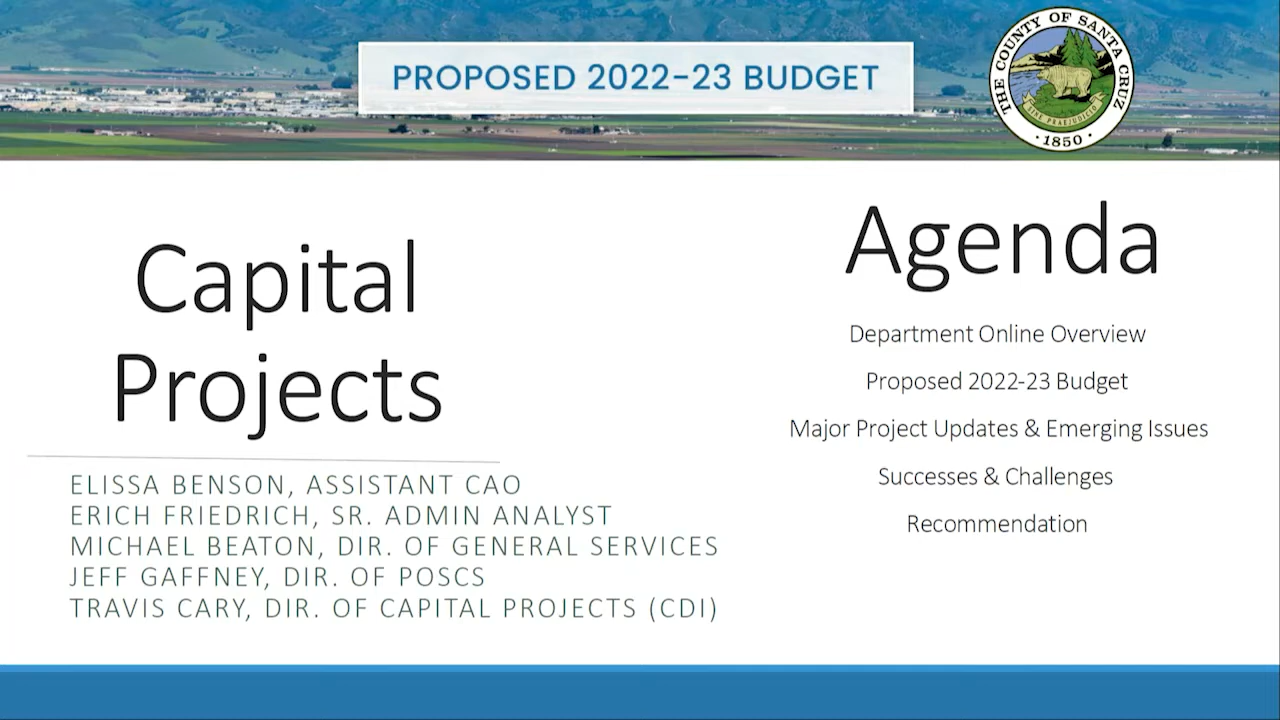 PROPOSED 2022-23 BUDGET
THE COUNTY OF SANTA CRUZ
SINE PRAEJUDICIO
• 1850 •
Capital
Projects
ELISSA BENSON, ASSISTANT CAO
ERICH FRIEDRICH, SR. ADMIN ANALYST
MICHAEL BEATON, DIR. OF GENERAL SERVICES
JEFF GAFFNEY, DIR. OF POSCS
TRAVIS CARY, DIR. OF CAPITAL PROJECTS (CDI)
Agenda
Department Online Overview
Proposed 2022-23 Budget
Major Project Updates & Emerging Issues
Successes & Challenges
Recommendation